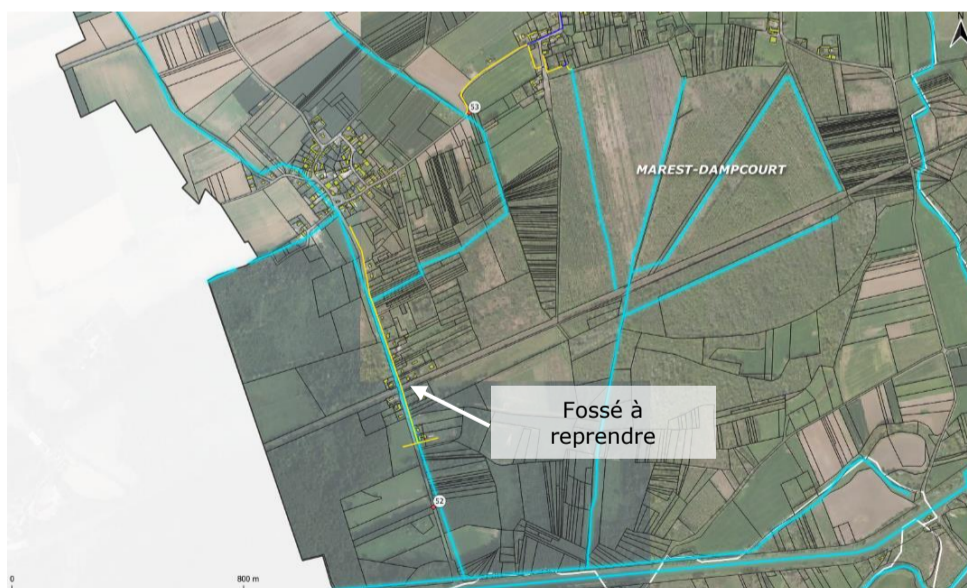 N
53
MAREST-DAMPCOURT
Fossé à
reprendre
52
0
800 m